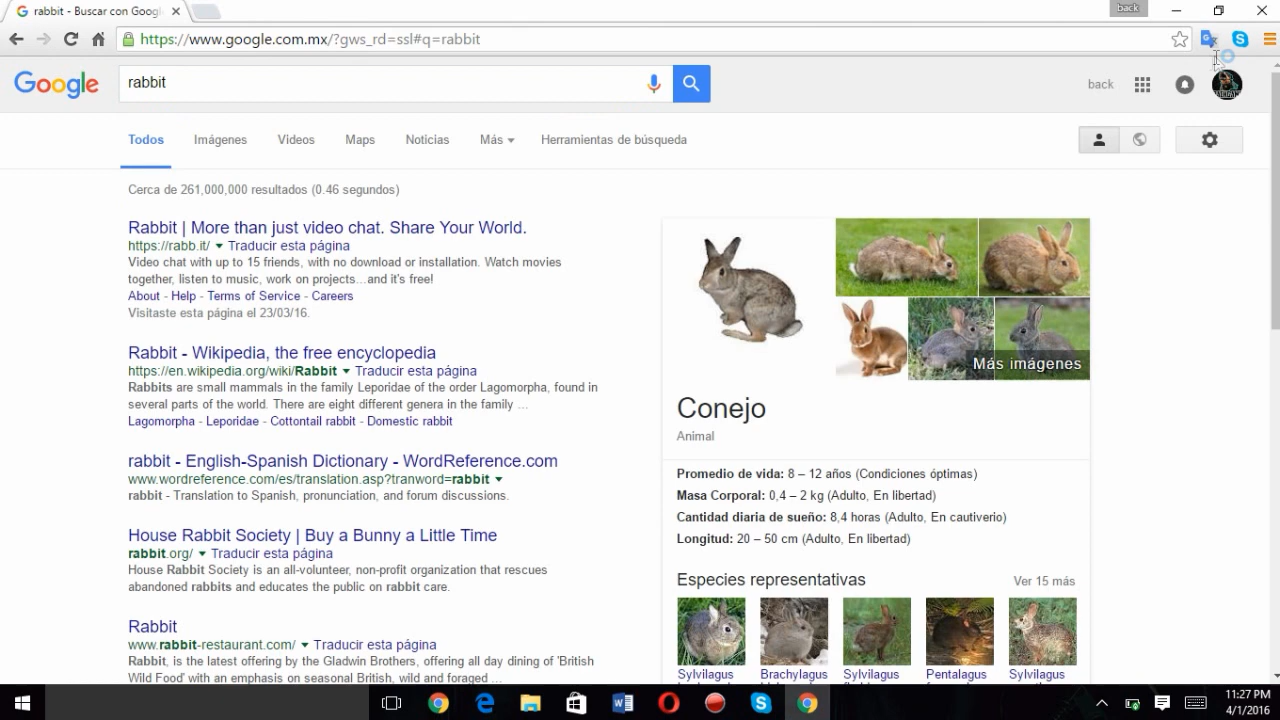 rabbit - Buscar con Googl
back
https://www.google.com.mx/?gws_rd=ssl#q=rabbit
Google
rabbit
back
Todos Imágenes Videos Maps Noticias Más Herramientas de búsqueda
Cerca de 261,000,000 resultados (0.46 segundos)
Rabbit | More than just video chat. Share Your World.
https://rabb.it/ Traducir esta página
Video chat with up to 15 friends, with no download or installation. Watch movies
together, listen to music, work on projects...and it's free!
About - Help - Terms of Service - Careers
Visitaste esta página el 23/03/16.
Rabbit - Wikipedia, the free encyclopedia
https://en.wikipedia.org/wiki/Rabbit Traducir esta página
Rabbits are small mammals in the family Leporidae of the order Lagomorpha, found in
several parts of the world. There are eight different genera in the family ...
Lagomorpha - Leporidae - Cottontail rabbit - Domestic rabbit
rabbit - English-Spanish Dictionary - WordReference.com
www.wordreference.com/es/translation.asp?tranword=rabbit
rabbit - Translation to Spanish, pronunciation, and forum discussions.
House Rabbit Society | Buy a Bunny a Little Time
rabbit.org/ Traducir esta página
House Rabbit Society is an all-volunteer, non-profit organization that rescues
abandoned rabbits and educates the public on rabbit care.
Rabbit
www.rabbit-restaurant.com/ Traducir esta página
Rabbit, is the latest offering by the Gladwin Brothers, offering all day dining of 'British
Wild Food' with an emphasis on seasonal British, wild and foraged ...
Más imágenes
Conejo
Animal
Promedio de vida: 8 – 12 años (Condiciones óptimas)
Masa Corporal: 0,4 – 2 kg (Adulto, En libertad)
Cantidad diaria de sueño: 8,4 horas (Adulto, En cautiverio)
Longitud: 20 – 50 cm (Adulto, En libertad)
Especies representativas Ver 15 más
Sylvilagus Brachylagus Sylvilagus Pentalagus Sylvilagus
11:27 PM
4/1/2016